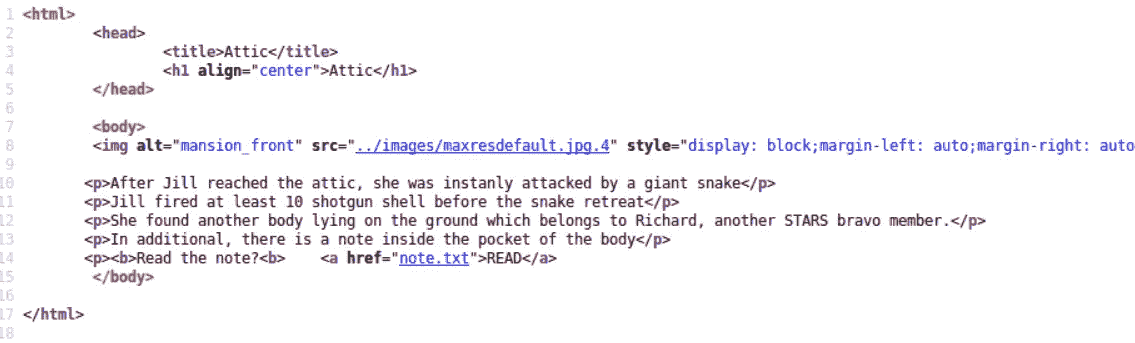 1 <html>
2 <head>
3 <title>Attic</title>
4 <h1 align="center">Attic</h1>
5 </head>
6
7 <body>
8 <img alt="mansion_front" src="../images/maxresdefault.jpg.4" style="display: block;margin-left: auto;margin-right: auto
9
10 <p>After Jill reached the attic, she was instanly attacked by a giant snake</p>
11 <p>Jill fired at least 10 shotgun shell before the snake retreat</p>
12 <p>She found another body lying on the ground which belongs to Richard, another STARS bravo member.</p>
13 <p>In additional, there is a note inside the pocket of the body</p>
14 <p><b>Read the note?<b> <a href="note.txt">READ</a>
15 </body>
16
17 </html>
18